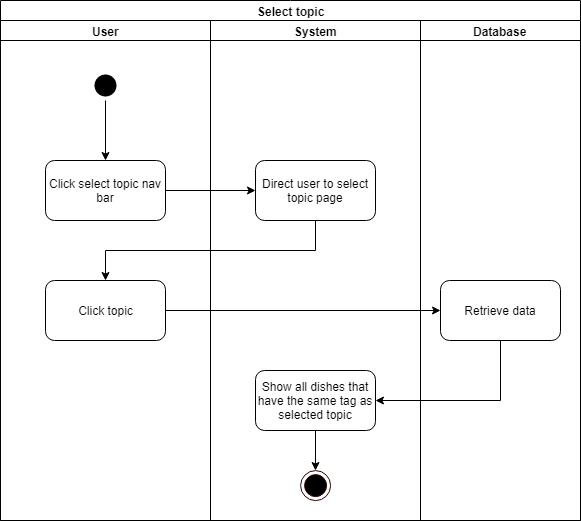 Select topic
User
System
Database
Click select topic nav
bar
Direct user to select
topic page
Click topic
Retrieve data
Show all dishes that
have the same tag as
selected topic